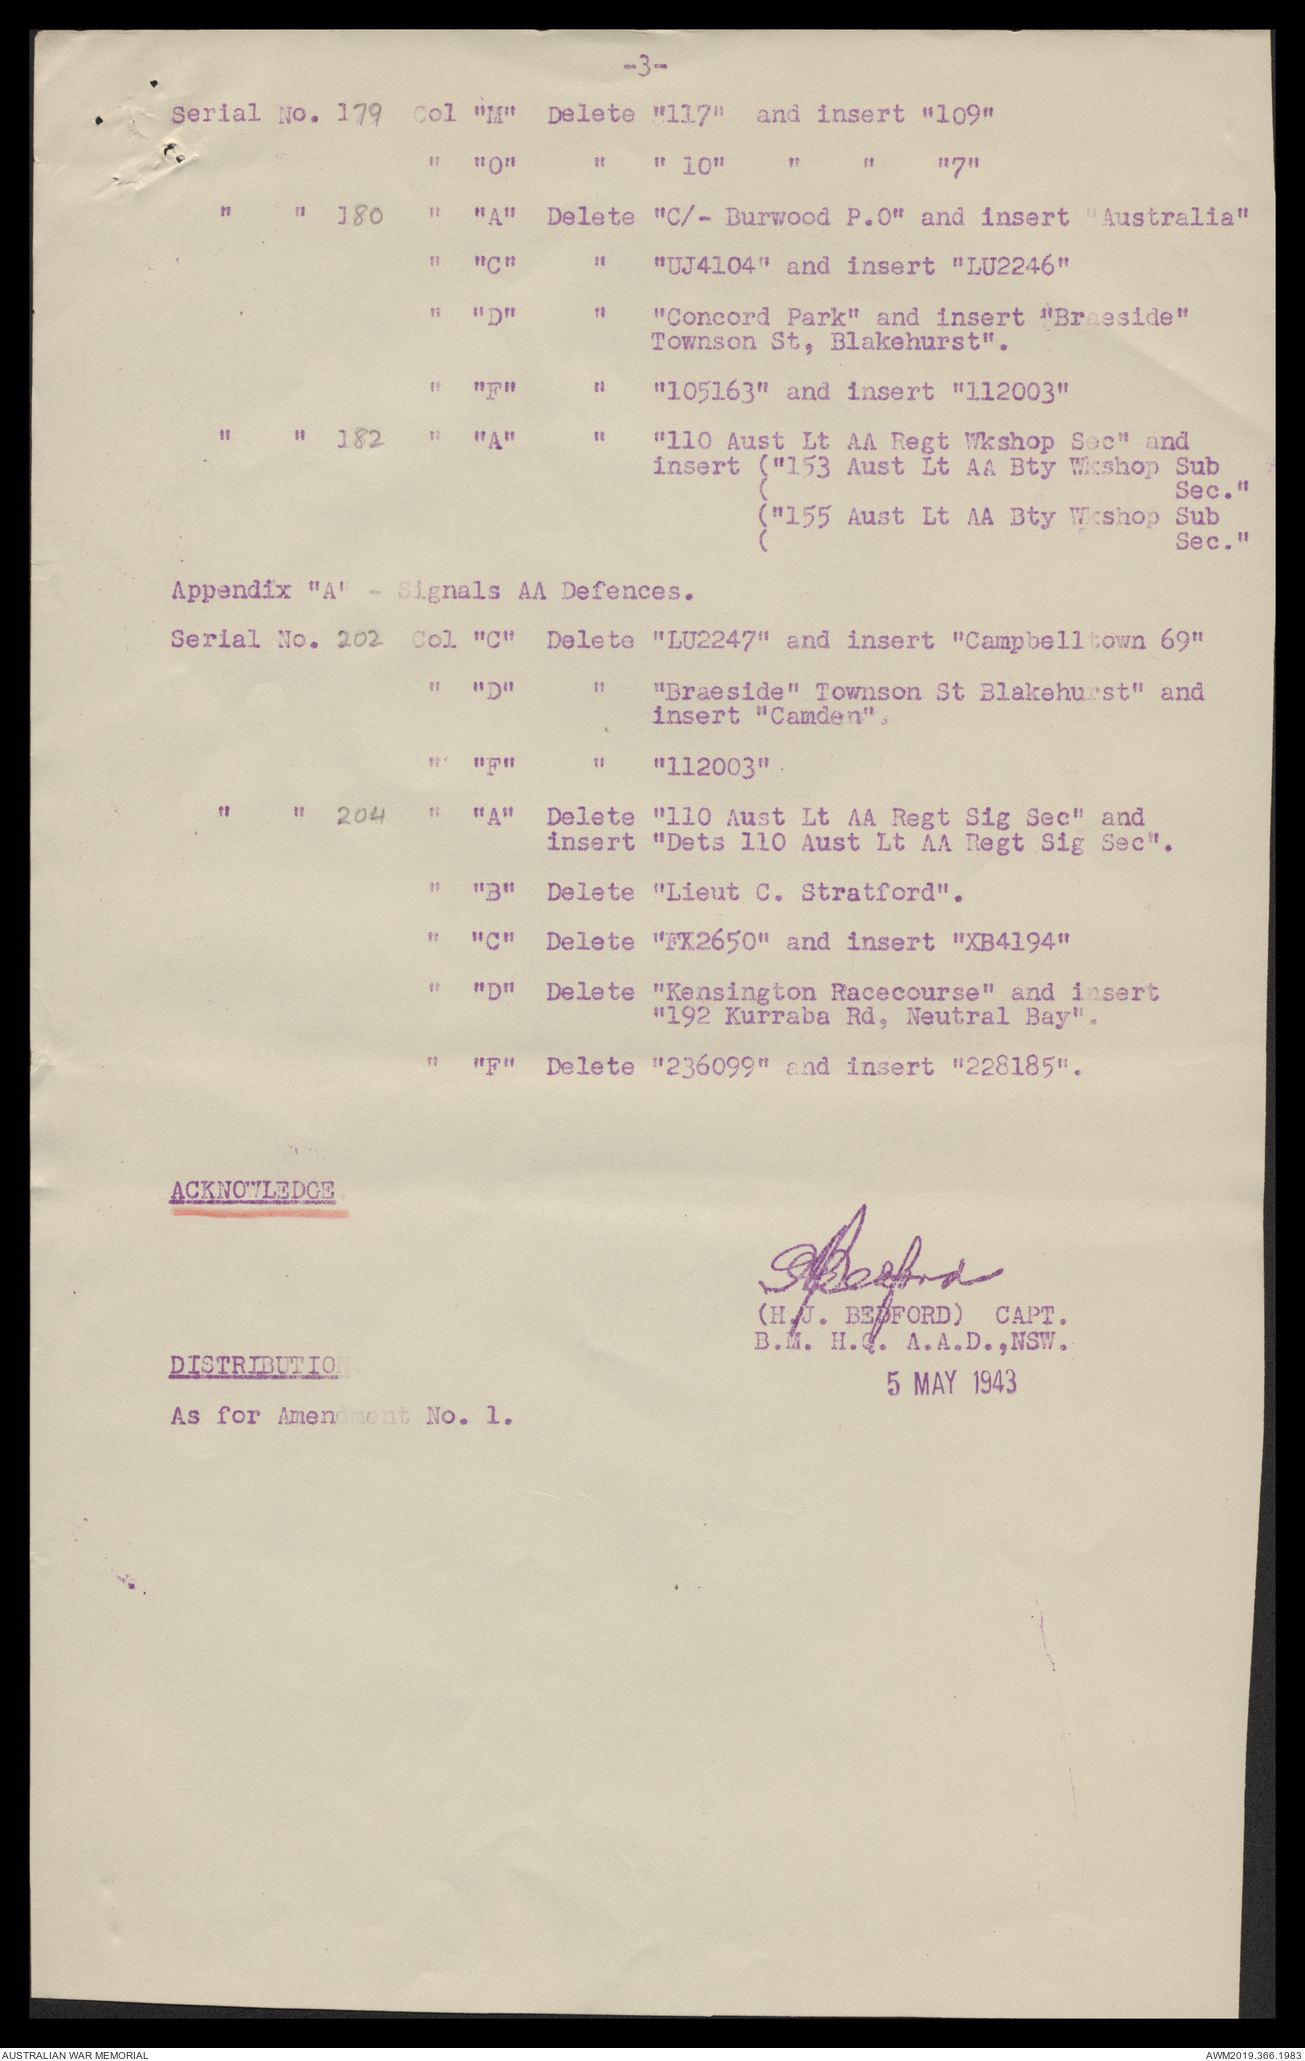 -3-
Serial No. 179 Col "M" Delete "117" and insert "109"
" "O" " " 10" " " "7"
" " 180 " "A" Delete "C/- Burwood P.O" and insert "Australia"
" "C" " "UJ4104" and insert "LU2246"
" "D" " "Concord Park" and insert "Braeside"
Townson St, Blakehurst".
" "F" " "105163" and insert "112003"
" " 182 " "A" " "110 Aust Lt AA Regt Wkshop Sec" and
insert ("153 Aust Lt AA Bty Wkshop Sub
( Sec."
("155 Aust Lt AA Bty Wkshop Sub
( Sec."
Appendix "A" - Signals AA Defences.
Serial No. 202 Col "C" Delete "LU2247" and insert "Campbelltown 69"
" "D" " "Braeside" Townson St Blakehurst" and
insert "Camden".
" "F" " "112003"
" " 204 " "A" Delete "110 Aust Lt AA Regt Sig Sec" and
insert "Dets 110 Aust Lt AA Regt Sig Sec".
" "B" Delete "Lieut C. Stratford".
" "C" Delete "FX2650" and insert "XB4194"
" "D" Delete "Kensington Racecourse" and insert
"192 Kurraba Rd, Neutral Bay".
" "F" Delete "236099" and insert "228185".
ACKNOWLEDGE.
HJBedford
(H.J. BEDFORD) CAPT.
B.M. H.Q. A.A.D.,NSW.
5 MAY 1943
DISTRIBUTION
As for Amendment No. 1.
AUSTRALIAN WAR MEMORIAL
AWM2019.366.1983